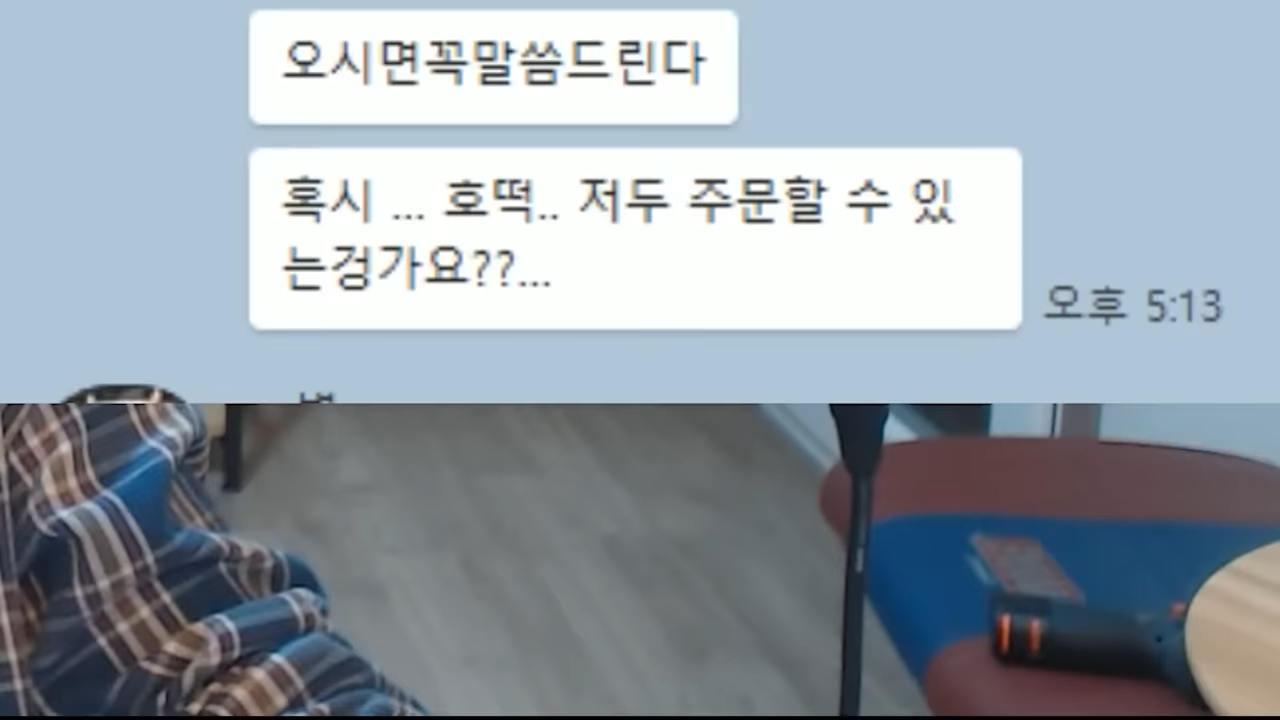 오시면꼭말씀드린다
혹시 ... 호떡.. 저두 주문할 수 있
는겅가요??...
오후 5:13